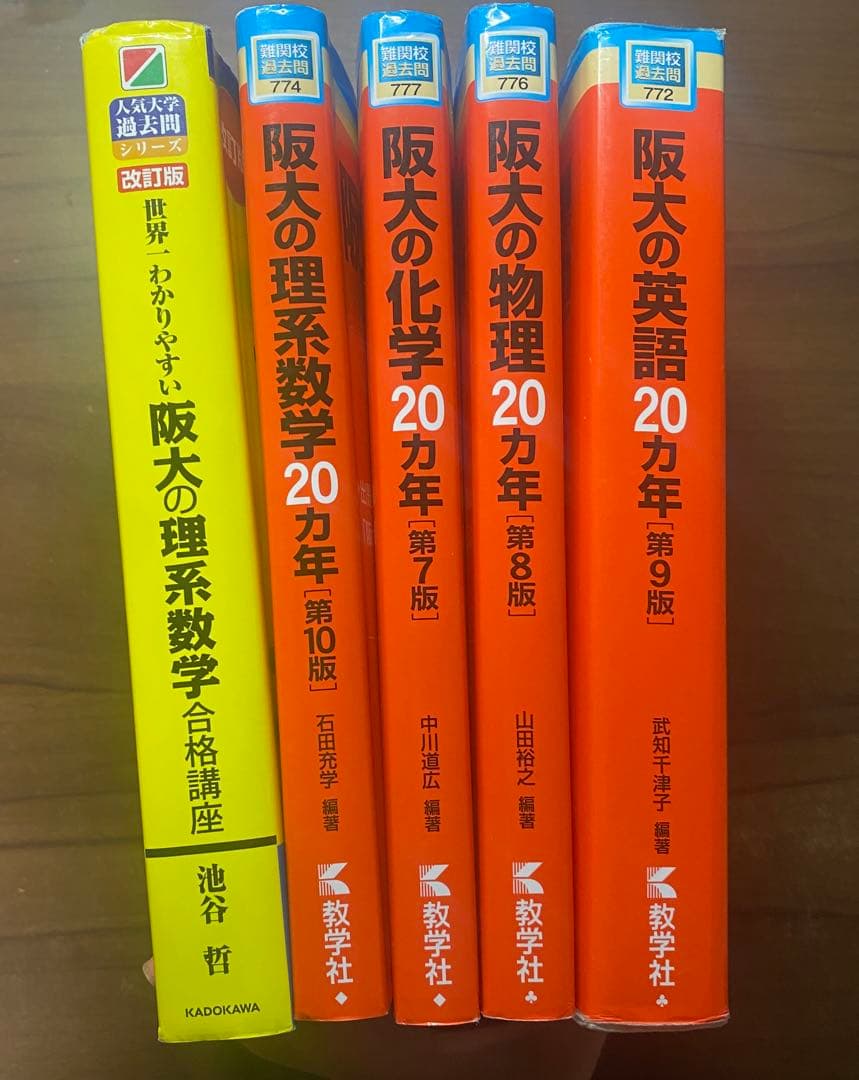 人気大学
過去問
シリーズ
改訂版
世界一わかりやすい
阪大の理系数学
合格講座
池谷 哲
KADOKAWA
難関校
過去問
774
阪大の理系数学
20カ年
[第10版]
石田充学 編著
教学社
難関校
過去問
777
阪大の化学
20カ年
[第7版]
中川道広 編著
教学社
難関校
過去問
776
阪大の物理
20カ年
[第8版]
山田裕之 編著
教学社
難関校
過去問
772
阪大の英語
20カ年
[第9版]
武知千津子 編著
教学社